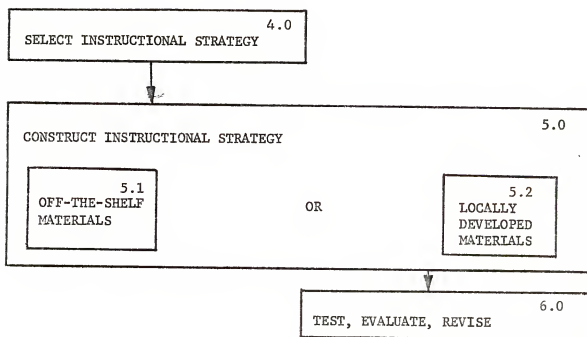 4.0
SELECT INSTRUCTIONAL STRATEGY
5.0
CONSTRUCT INSTRUCTIONAL STRATEGY
5.1
OFF-THE-SHELF
MATERIALS
OR
5.2
LOCALLY
DEVELOPED
MATERIALS
6.0
TEST, EVALUATE, REVISE